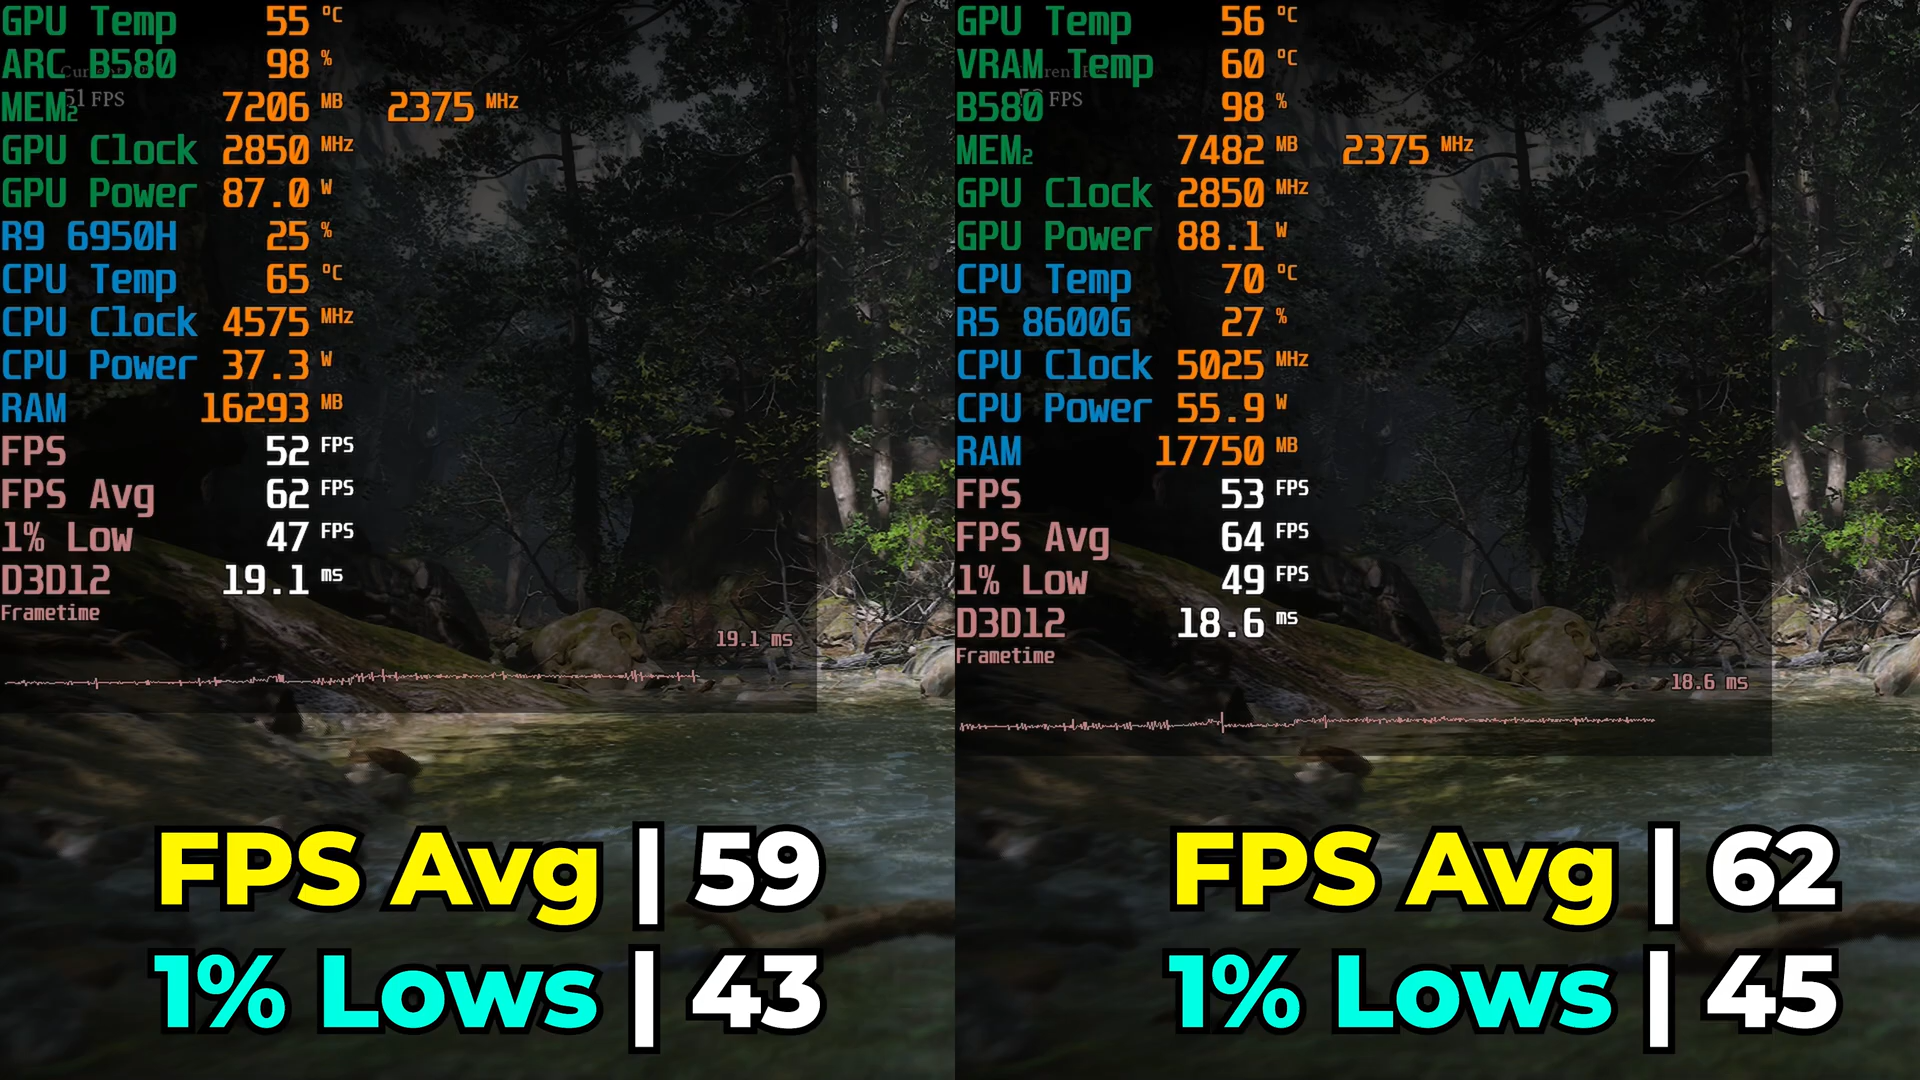 GPU Temp 55 °C
ARC B580 98 %
MEM2 7206 MB 2375 MHz
51 FPS
GPU Clock 2850 MHz
GPU Power 87.0 W
R9 6950H 25 %
CPU Temp 65 °C
CPU Clock 4575 MHz
CPU Power 37.3 W
RAM 16293 MB
FPS 52 FPS
FPS Avg 62 FPS
1% Low 47 FPS
D3D12 19.1 ms
Frametime
19.1 ms
FPS Avg | 59
1% Lows | 43
GPU Temp 56 °C
VRAM Temp 60 °C
B580 98 %
FPS
MEM2 7482 MB 2375 MHz
GPU Clock 2850 MHz
GPU Power 88.1 W
CPU Temp 70 °C
R5 8600G 27 %
CPU Clock 5025 MHz
CPU Power 55.9 W
RAM 17750 MB
FPS 53 FPS
FPS Avg 64 FPS
1% Low 49 FPS
D3D12 18.6 ms
Frametime
18.6 ms
FPS Avg | 62
1% Lows | 45